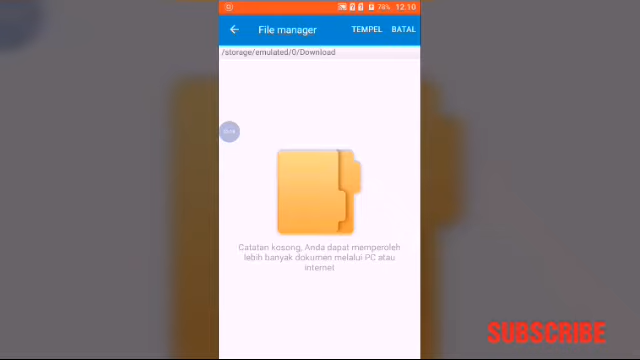 78% 12.10
File manager TEMPEL BATAL
/storage/emulated/0/Download
Catatan kosong, Anda dapat memperoleh
lebih banyak dokumen melalui PC atau
internet
SUBSCRIBE